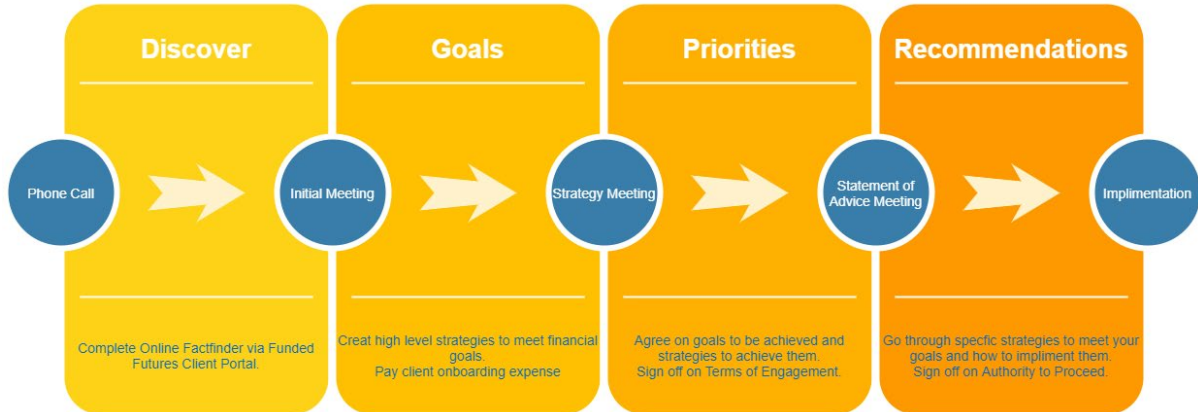 Discover
Goals
Priorities
Recommendations
Phone Call
Initial Meeting
Strategy Meeting
Statement of
Advice Meeting
Implimentation
Complete Online Factfinder via Funded
Futures Client Portal.
Creat high level strategies to meet financial
goals.
Pay client onboarding expense
Agree on goals to be achieved and
strategies to achieve them.
Sign off on Terms of Engagement.
Go through specfic strategies to meet your
goals and how to impliment them.
Sign off on Authority to Proceed.